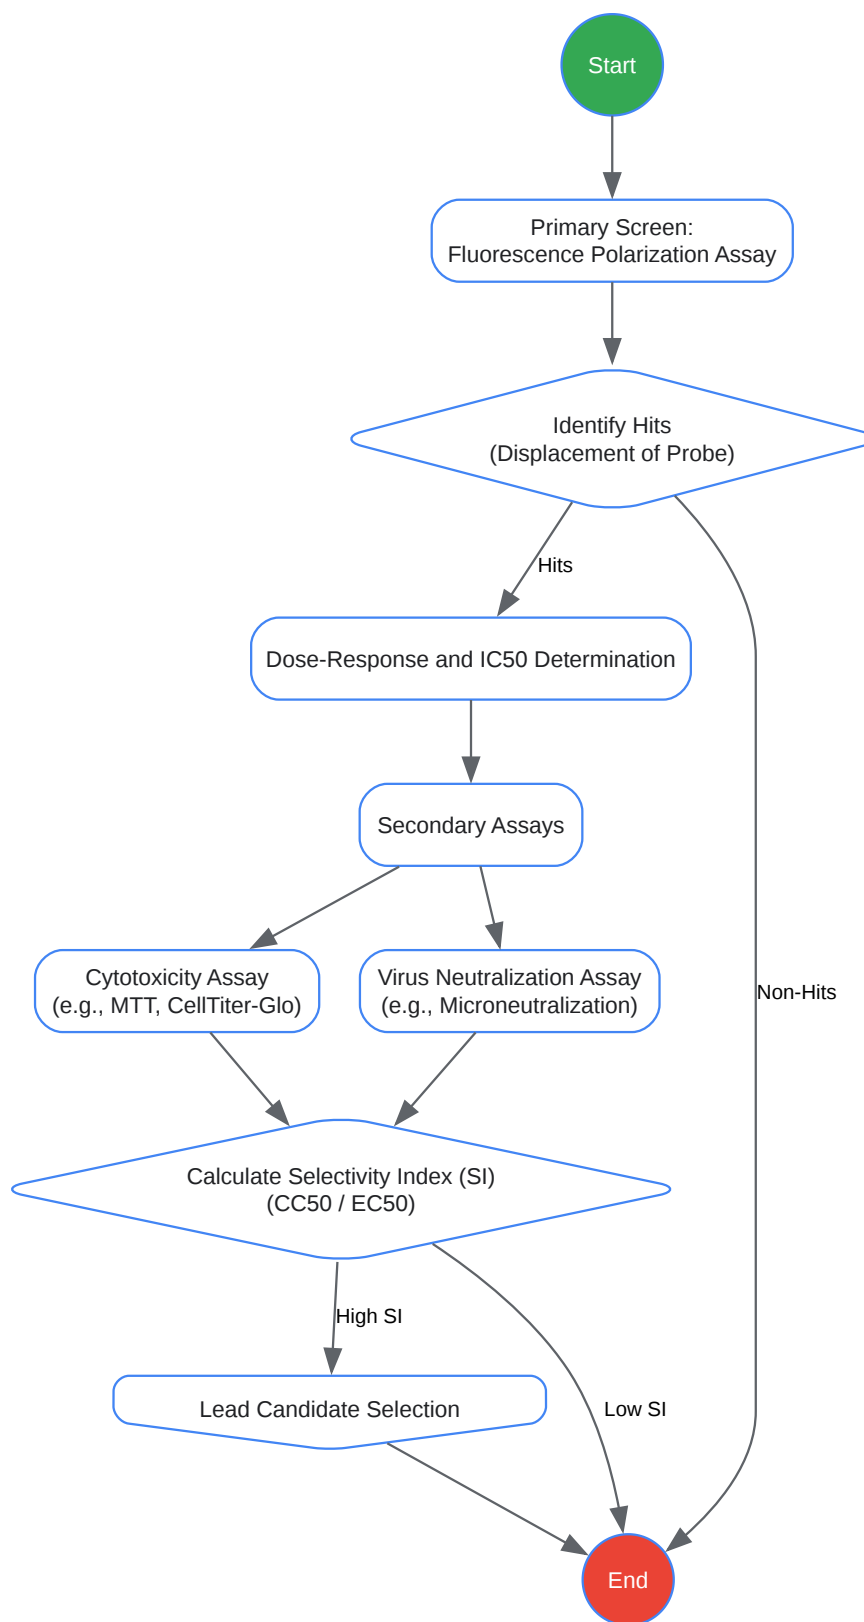 Start
Primary Screen:
Fluorescence Polarization Assay
Identify Hits
(Displacement of Probe)
Hits
Dose-Response and IC50 Determination
Secondary Assays
Cytotoxicity Assay
(e.g., MTT, CellTiter-Glo)
Virus Neutralization Assay
(e.g., Microneutralization)
Non-Hits
Calculate Selectivity Index (SI)
(CC50 / EC50)
High SI
Lead Candidate Selection
Low SI
End